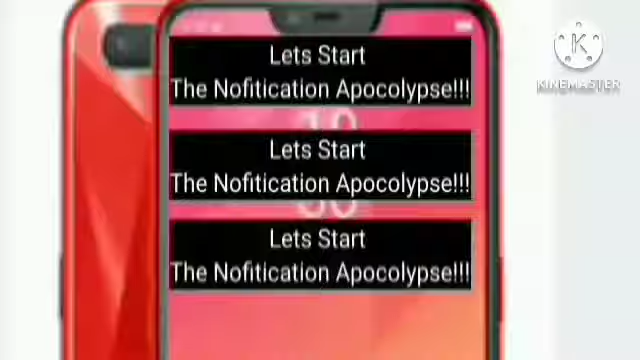 Lets Start
The Nofitication Apocolypse!!!
Lets Start
The Nofitication Apocolypse!!!
Lets Start
The Nofitication Apocolypse!!!
K
KINEMASTER